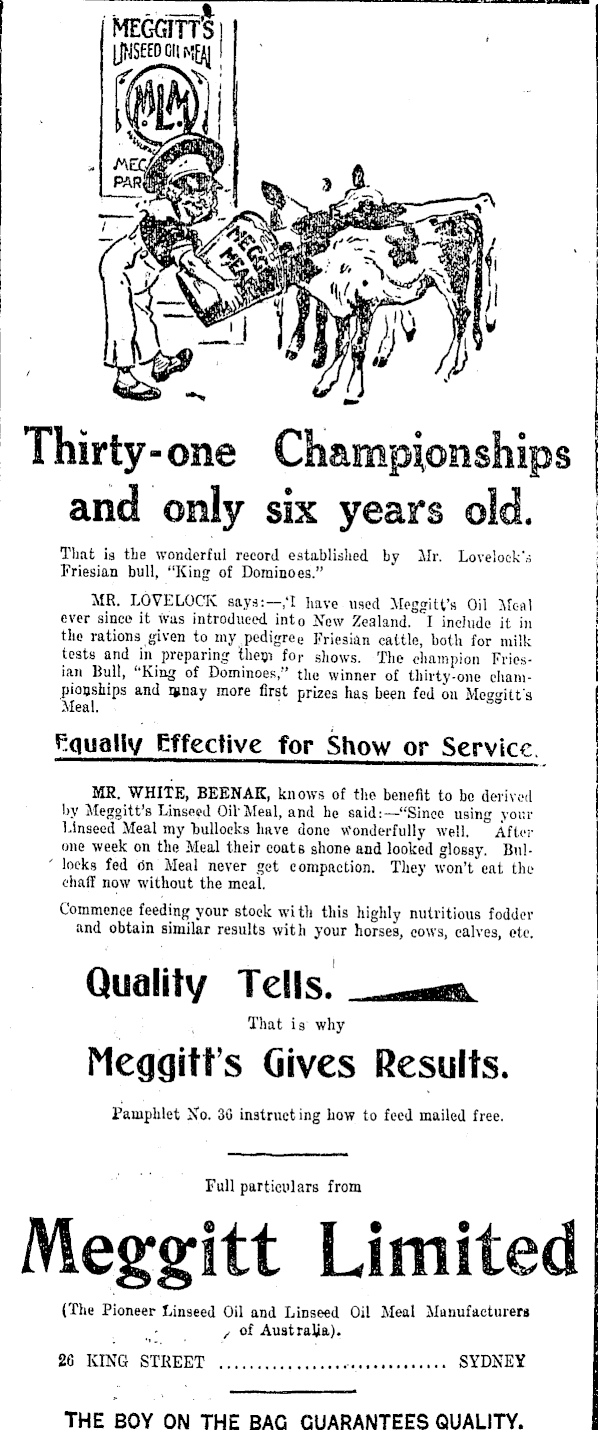 MEGGITT'S
LINSEED OIL MEAL
M.L.M
MEG
PAR
MEGGI
MEAL
Thirty-one Championships
and only six years old.
That is the wonderful record established by Mr. Lovelock's
Friesian bull, "King of Dominoes."
MR. LOVELOCK says:—,'I have used Meggitt's Oil Meal
ever since it was introduced into New Zealand. I include it in
the rations given to my pedigree Friesian cattle, both for milk
tests and in preparing them for shows. The champion Fries-
ian Bull, "King of Dominoes," the winner of thirty-one cham-
pionships and mnay more first prizes has been fed on Meggitt's
Meal.
Equally Effective for Show or Service.
MR. WHITE, BEENAK, knows of the benefit to be derived
by Meggitt's Linseed Oil Meal, and he said:—"Since using your
Linseed Meal my bullocks have done wonderfully well. After
one week on the Meal their coats shone and looked glossy. Bul-
locks fed on Meal never get compaction. They won't eat the
chaff now without the meal.
Commence feeding your stock with this highly nutritious fodder
and obtain similar results with your horses, cows, calves, etc.
Quality Tells.
That is why
Meggitt's Gives Results.
Pamphlet No. 36 instructing how to feed mailed free.
Full particulars from
Meggitt Limited
(The Pioneer Linseed Oil and Linseed Oil Meal Manufacturers
of Australia).
26 KING STREET ............................. SYDNEY
THE BOY ON THE BAG GUARANTEES QUALITY.